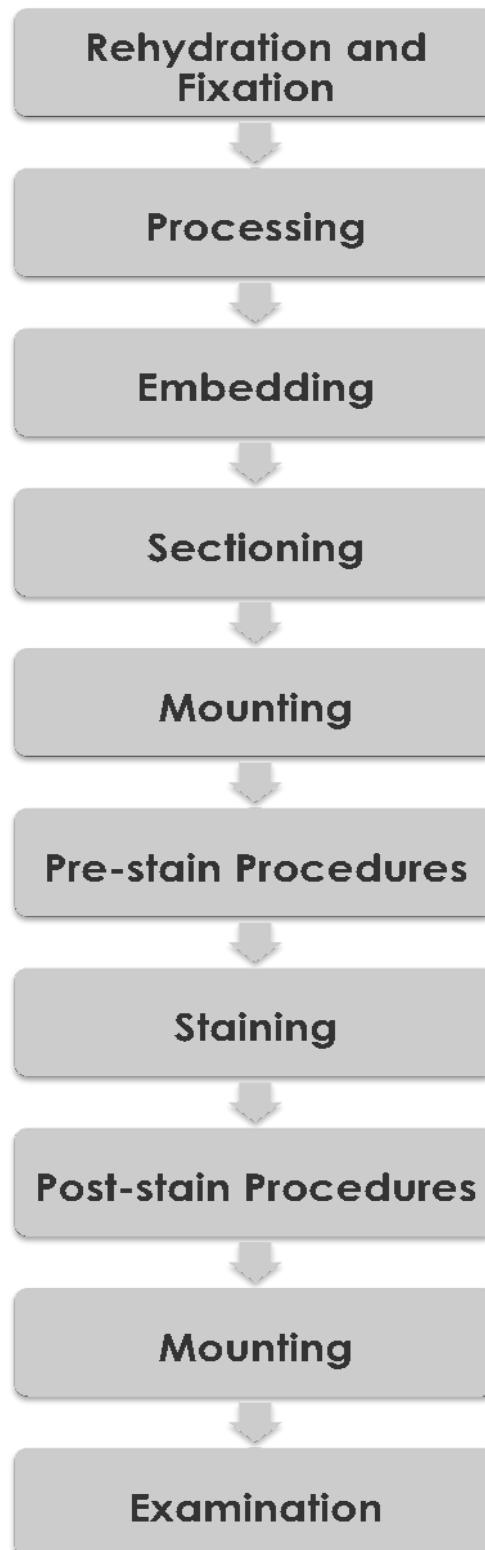 Rehydration and
Fixation
Processing
Embedding
Sectioning
Mounting
Pre-stain Procedures
Staining
Post-stain Procedures
Mounting
Examination